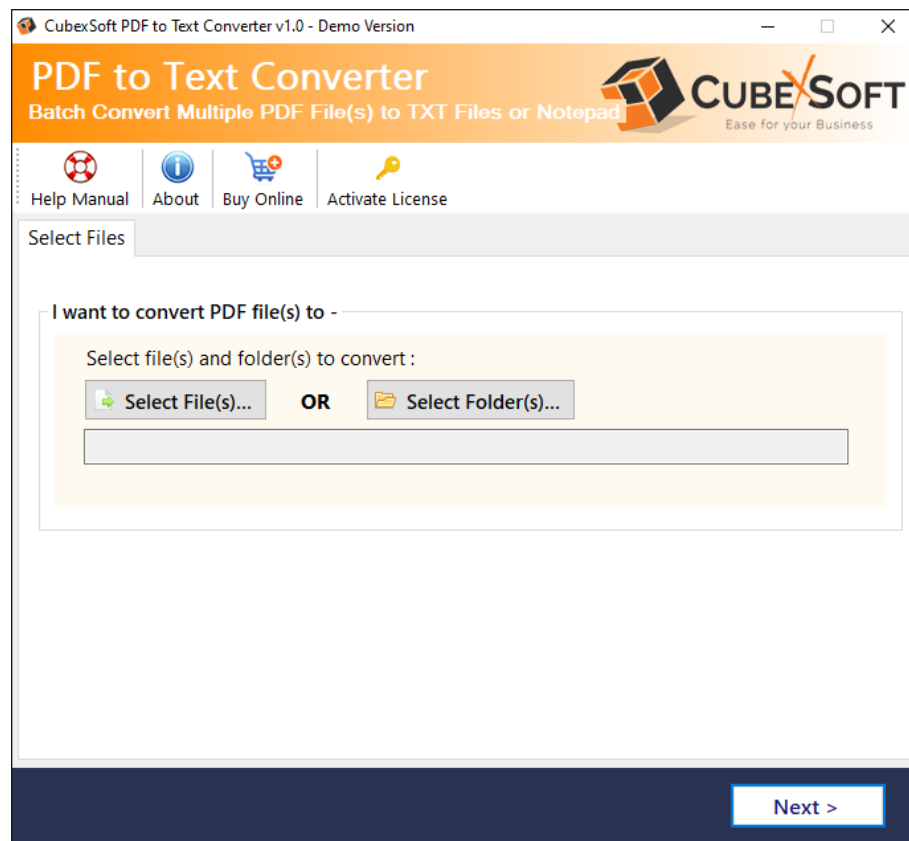 CubexSoft PDF to Text Converter v1.0 - Demo Version
PDF to Text Converter
Batch Convert Multiple PDF File(s) to TXT Files or Notepad
CUBEXSOFT
Ease for your Business
Help Manual About Buy Online Activate License
Select Files
I want to convert PDF file(s) to -
Select file(s) and folder(s) to convert :
Select File(s)... OR Select Folder(s)...
Next >